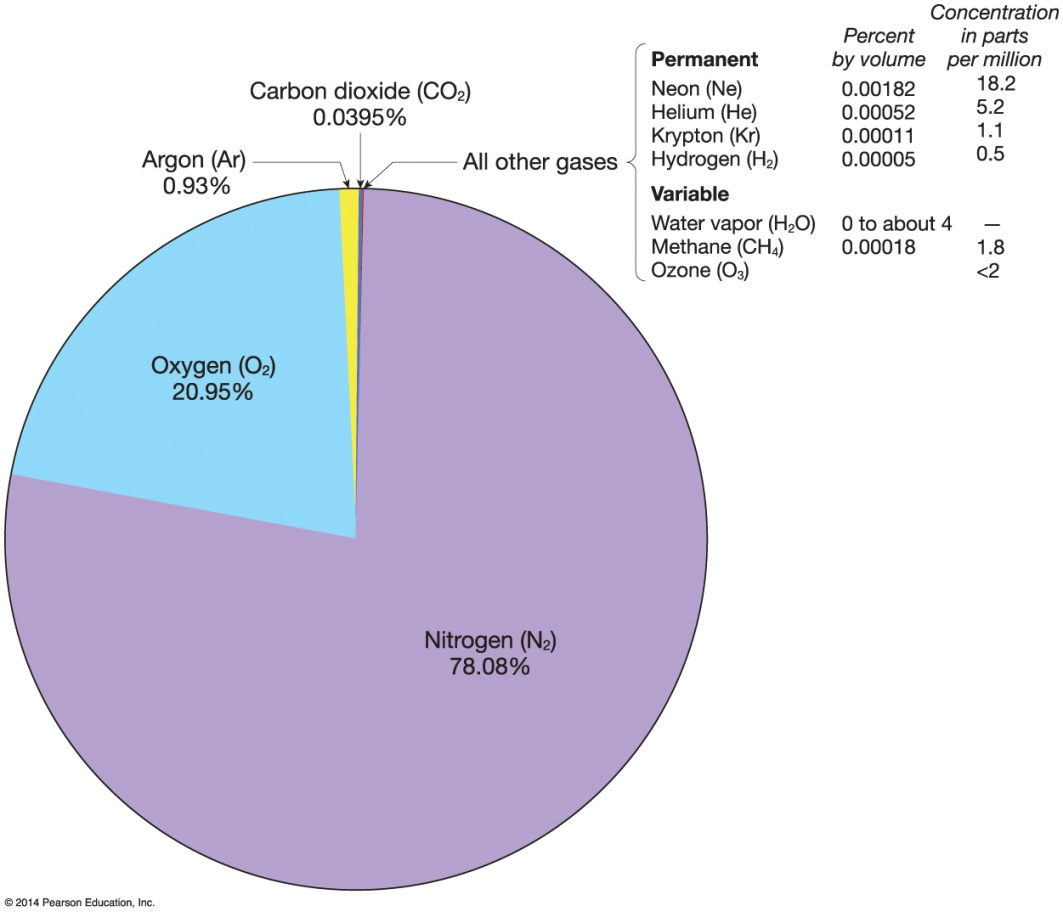 Concentration
Percent in parts
Permanent by volume per million
Neon (Ne) 0.00182 18.2
Helium (He) 0.00052 5.2
Krypton (Kr) 0.00011 1.1
Hydrogen (H₂) 0.00005 0.5
Variable
Water vapor (H₂O) 0 to about 4 —
Methane (CH₄) 0.00018 1.8
Ozone (O₃) <2
Carbon dioxide (CO₂)
0.0395%
Argon (Ar)
0.93%
All other gases
Oxygen (O₂)
20.95%
Nitrogen (N₂)
78.08%
© 2014 Pearson Education, Inc.